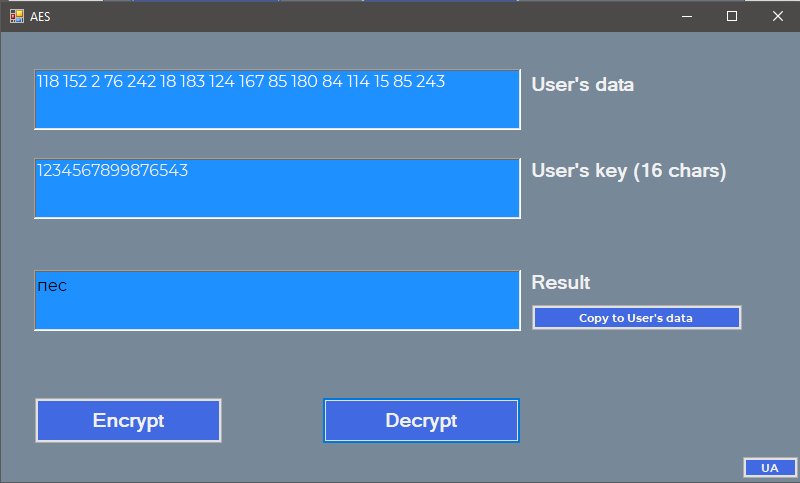 AES
118 152 2 76 242 18 183 124 167 85 180 84 114 15 85 243
User's data
1234567899876543
User's key (16 chars)
пес
Result
Copy to User's data
Encrypt
Decrypt
UA